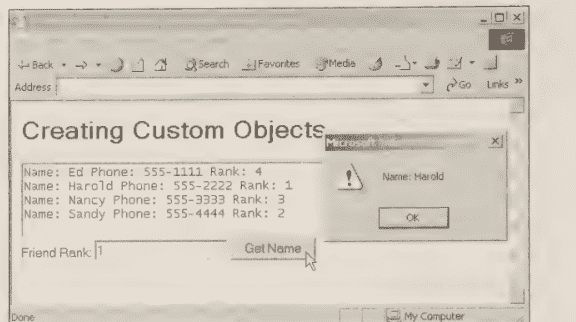 Back Search Favorites Media
Address Go Links »
Creating Custom Objects
Microsoft
Name: Ed Phone: 555-1111 Rank: 4
Name: Harold Phone: 555-2222 Rank: 1
Name: Nancy Phone: 555-3333 Rank: 3
Name: Sandy Phone: 555-4444 Rank: 2
Name: Harold
OK
Friend Rank: 1 Get Name
Done My Computer